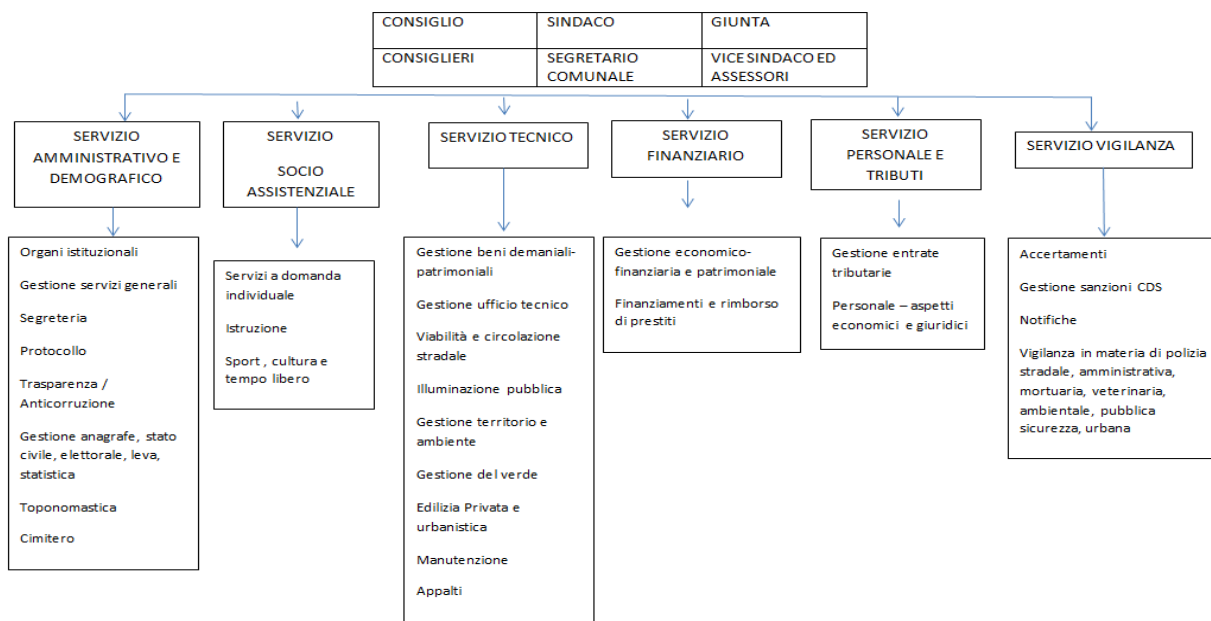 CONSIGLIO
SINDACO
GIUNTA
CONSIGLIERI
SEGRETARIO
COMUNALE
VICE SINDACO ED
ASSESSORI
SERVIZIO
AMMINISTRATIVO E
DEMOGRAFICO
SERVIZIO
SOCIO
ASSISTENZIALE
SERVIZIO TECNICO
SERVIZIO
FINANZIARIO
SERVIZIO
PERSONALE E
TRIBUTI
SERVIZIO VIGILANZA
Organi istituzionali
Gestione servizi generali
Segreteria
Protocollo
Trasparenza /
Anticorruzione
Gestione anagrafe, stato
civile, elettorale, leva,
statistica
Toponomastica
Cimitero
Servizi a domanda
individuale
Istruzione
Sport , cultura e
tempo libero
Gestione beni demaniali-
patrimoniali
Gestione ufficio tecnico
Viabilità e circolazione
stradale
Illuminazione pubblica
Gestione territorio e
ambiente
Gestione del verde
Edilizia Privata e
urbanistica
Manutenzione
Appalti
Gestione economico-
finanziaria e patrimoniale
Finanziamenti e rimborso
di prestiti
Gestione entrate
tributarie
Personale – aspetti
economici e giuridici
Accertamenti
Gestione sanzioni CDS
Notifiche
Vigilanza in materia di polizia
stradale, amministrativa,
mortuaria, veterinaria,
ambientale, pubblica
sicurezza, urbana